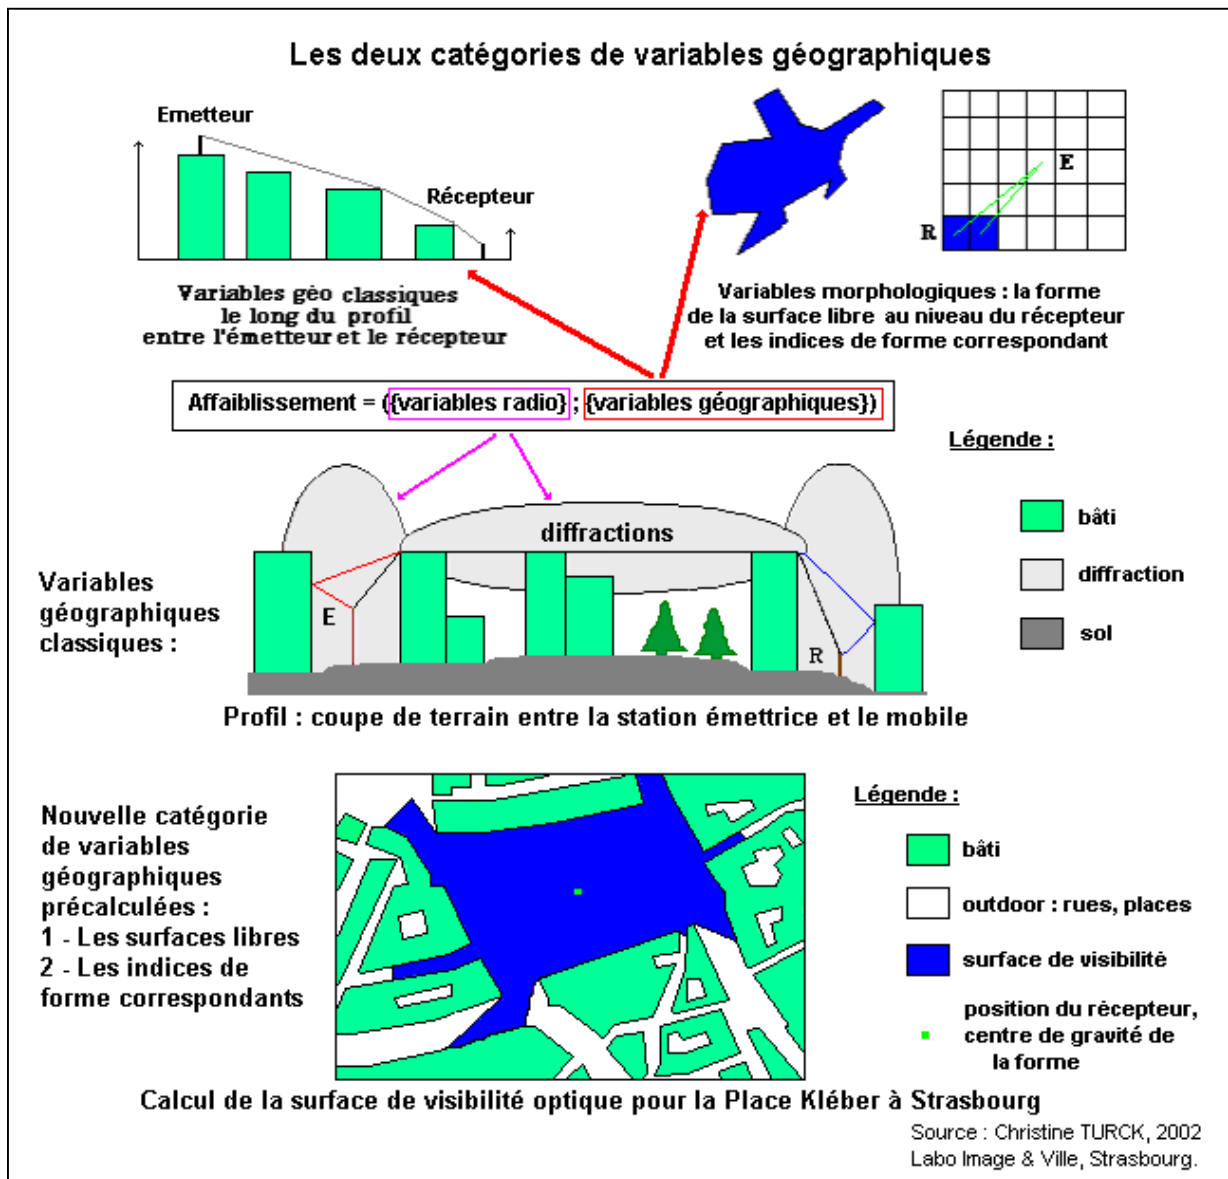 Les deux catégories de variables géographiques
Emetteur
Récepteur
E
R
Variables géo classiques
le long du profil
entre l'émetteur et le récepteur
Variables morphologiques : la forme
de la surface libre au niveau du récepteur
et les indices de forme correspondant
Affaiblissement = ({variables radio} ; {variables géographiques})
Légende :
bâti
diffraction
sol
diffractions
Variables
géographiques
classiques :
E
R
Profil : coupe de terrain entre la station émettrice et le mobile
Nouvelle catégorie
de variables
géographiques
précalculées :
1 - Les surfaces libres
2 - Les indices de
forme correspondants
Légende :
bâti
outdoor : rues, places
surface de visibilité
position du récepteur,
centre de gravité de
la forme
Calcul de la surface de visibilité optique pour la Place Kléber à Strasbourg
Source : Christine TURCK, 2002
Labo Image & Ville, Strasbourg.